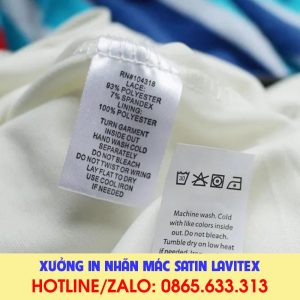 RN#104318
LACE:
93% POLYESTER
7% SPANDEX
LINING:
100% POLYESTER
TURN GARMENT
INSIDE OUT
HAND WASH COLD
SEPARATELY
DO NOT BLEACH
DO NOT TWIST OR WRING
LAY FLAT TO DRY
USE COOL IRON
IF NEEDED
Machine wash. Cold
with like colors
inside out.
Do not bleach.
Tumble dry on low heat
if needed.
XƯỞNG IN NHÃN MÁC SATIN LAVITEX
HOTLINE/ZALO: 0865.633.313